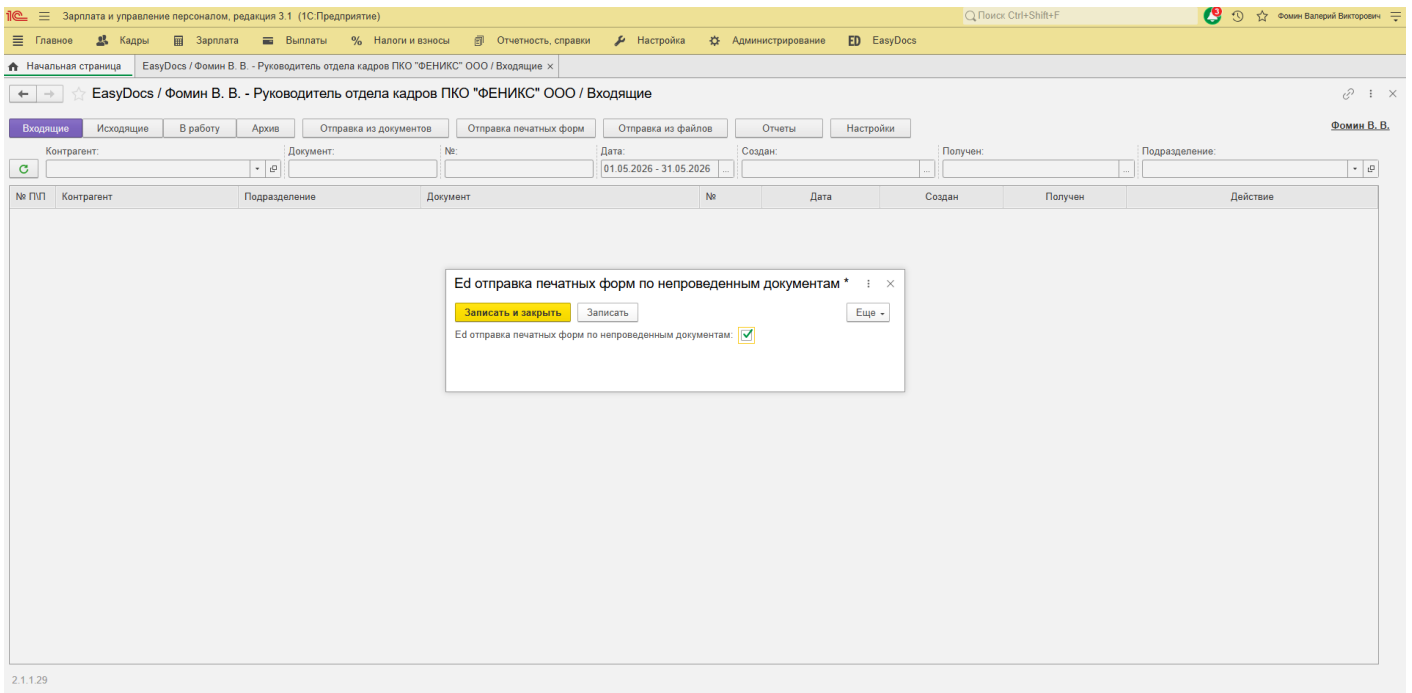 1С Зарплата и управление персоналом, редакция 3.1 (1С:Предприятие) Поиск Ctrl+Shift+F 3 Фомин Валерий Викторович
Главное Кадры Зарплата Выплаты % Налоги и взносы Отчетность, справки Настройка Администрирование ED EasyDocs
Начальная страница EasyDocs / Фомин В. В. - Руководитель отдела кадров ПКО "ФЕНИКС" ООО / Входящие ×
EasyDocs / Фомин В. В. - Руководитель отдела кадров ПКО "ФЕНИКС" ООО / Входящие
Входящие Исходящие В работу Архив Отправка из документов Отправка печатных форм Отправка из файлов Отчеты Настройки Фомин В. В.
Контрагент: Документ: №: Дата: Создан: Получен: Подразделение:
01.05.2026 - 31.05.2026 ... ... ...
№ П\П Контрагент Подразделение Документ № Дата Создан Получен Действие
Ed отправка печатных форм по непроведенным документам *
Записать и закрыть Записать Еще
Ed отправка печатных форм по непроведенным документам:
2.1.1.29